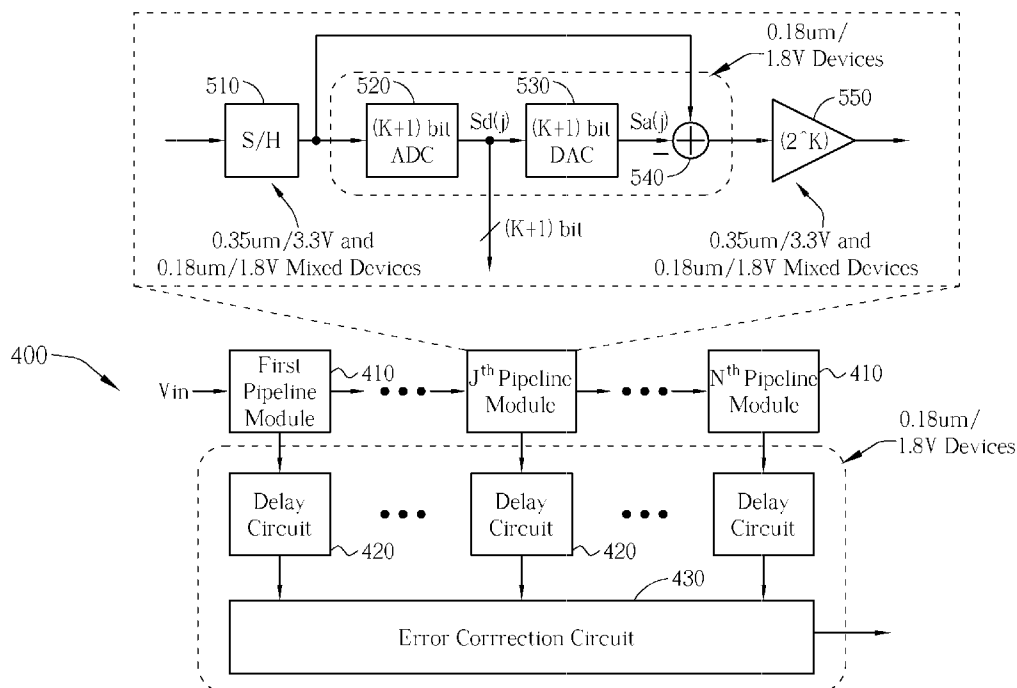 0.18um/
1.8V Devices
510
520
530
550
S/H
(K+1) bit
ADC
Sd(j)
(K+1) bit
DAC
Sa(j)
−
+
540
(2^K)
(K+1) bit
0.35um/3.3V and
0.18um/1.8V Mixed Devices
0.35um/3.3V and
0.18um/1.8V Mixed Devices
400
Vin
First
Pipeline
Module
410
Jth Pipeline
Module
Nth Pipeline
Module
410
0.18um/
1.8V Devices
Delay
Circuit
420
Delay
Circuit
420
Delay
Circuit
430
Error Corrrection Circuit